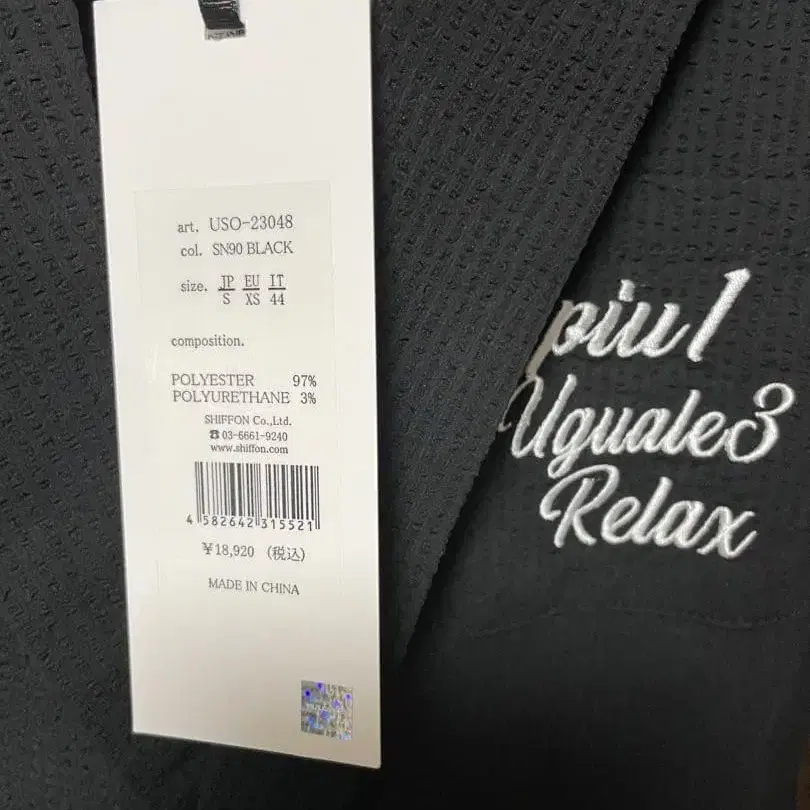 art. USO-23048
col. SN90 BLACK
size. JP EU IT
S XS 44
composition.
POLYESTER 97%
POLYURETHANE 3%
SHIFFON Co.,Ltd.
☎03-6661-9240
www.shiffon.com
4 582642 315521
¥18,920 (税込)
MADE IN CHINA
piu1
Uguale3
Relax